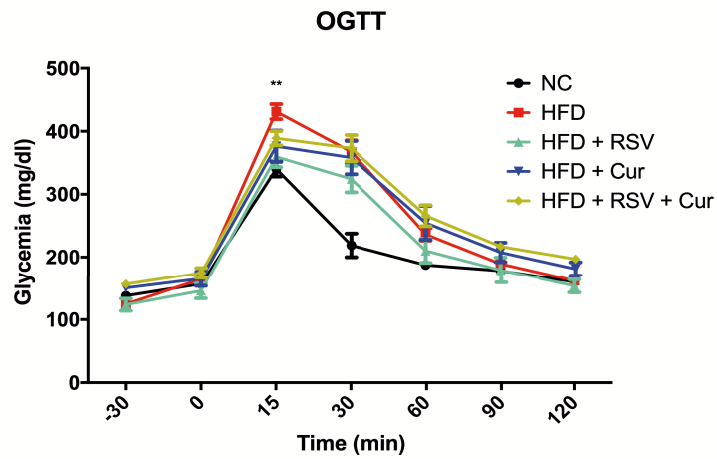 OGTT
500
400
300
200
100
0
Glycemia (mg/dl)
**
NC
HFD
HFD + RSV
HFD + Cur
HFD + RSV + Cur
-30 0 15 30 60 90 120
Time (min)